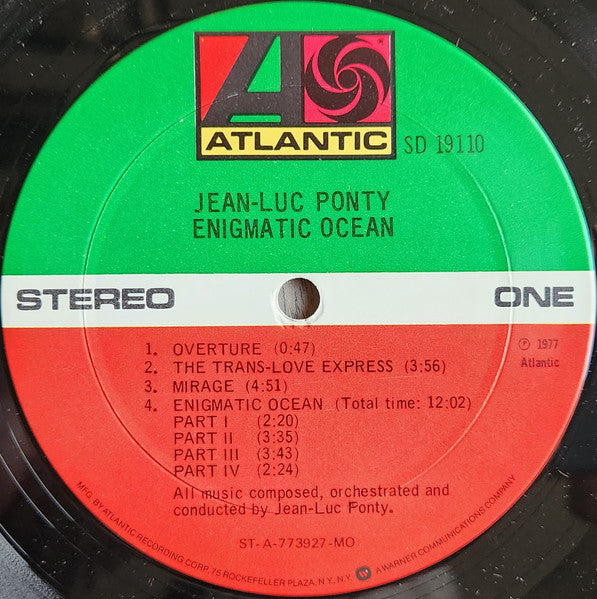 ATLANTIC
SD 19110
JEAN-LUC PONTY
ENIGMATIC OCEAN
STEREO
ONE
1. OVERTURE (0:47)
2. THE TRANS-LOVE EXPRESS (3:56)
3. MIRAGE (4:51)
4. ENIGMATIC OCEAN (Total time: 12:02)
PART I (2:20)
PART II (3:35)
PART III (3:43)
PART IV (2:24)
℗ 1977
Atlantic
All music composed, orchestrated and
conducted by Jean-Luc Ponty.
ST-A-773927-MO
MFG. BY ATLANTIC RECORDING CORP. 75 ROCKEFELLER PLAZA, N.Y. N.Y. A WARNER COMMUNICATIONS COMPANY